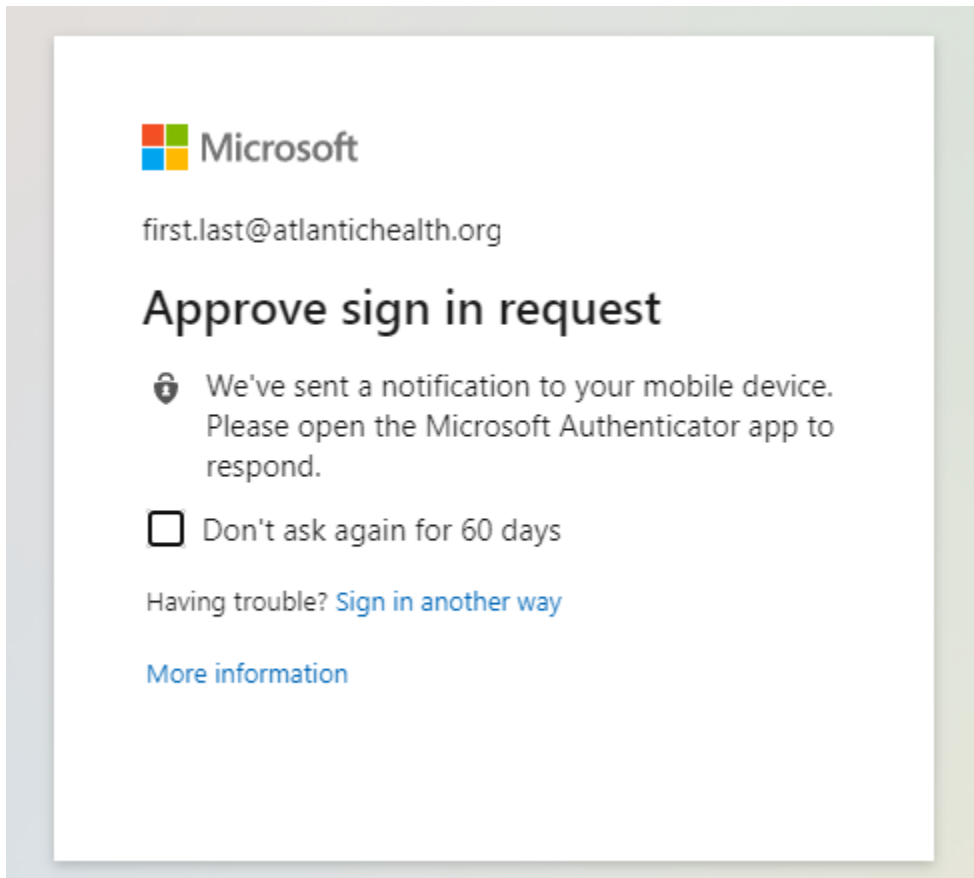 Microsoft
first.last@atlantichealth.org
Approve sign in request
We've sent a notification to your mobile device.
Please open the Microsoft Authenticator app to
respond.
Don't ask again for 60 days
Having trouble? Sign in another way
More information